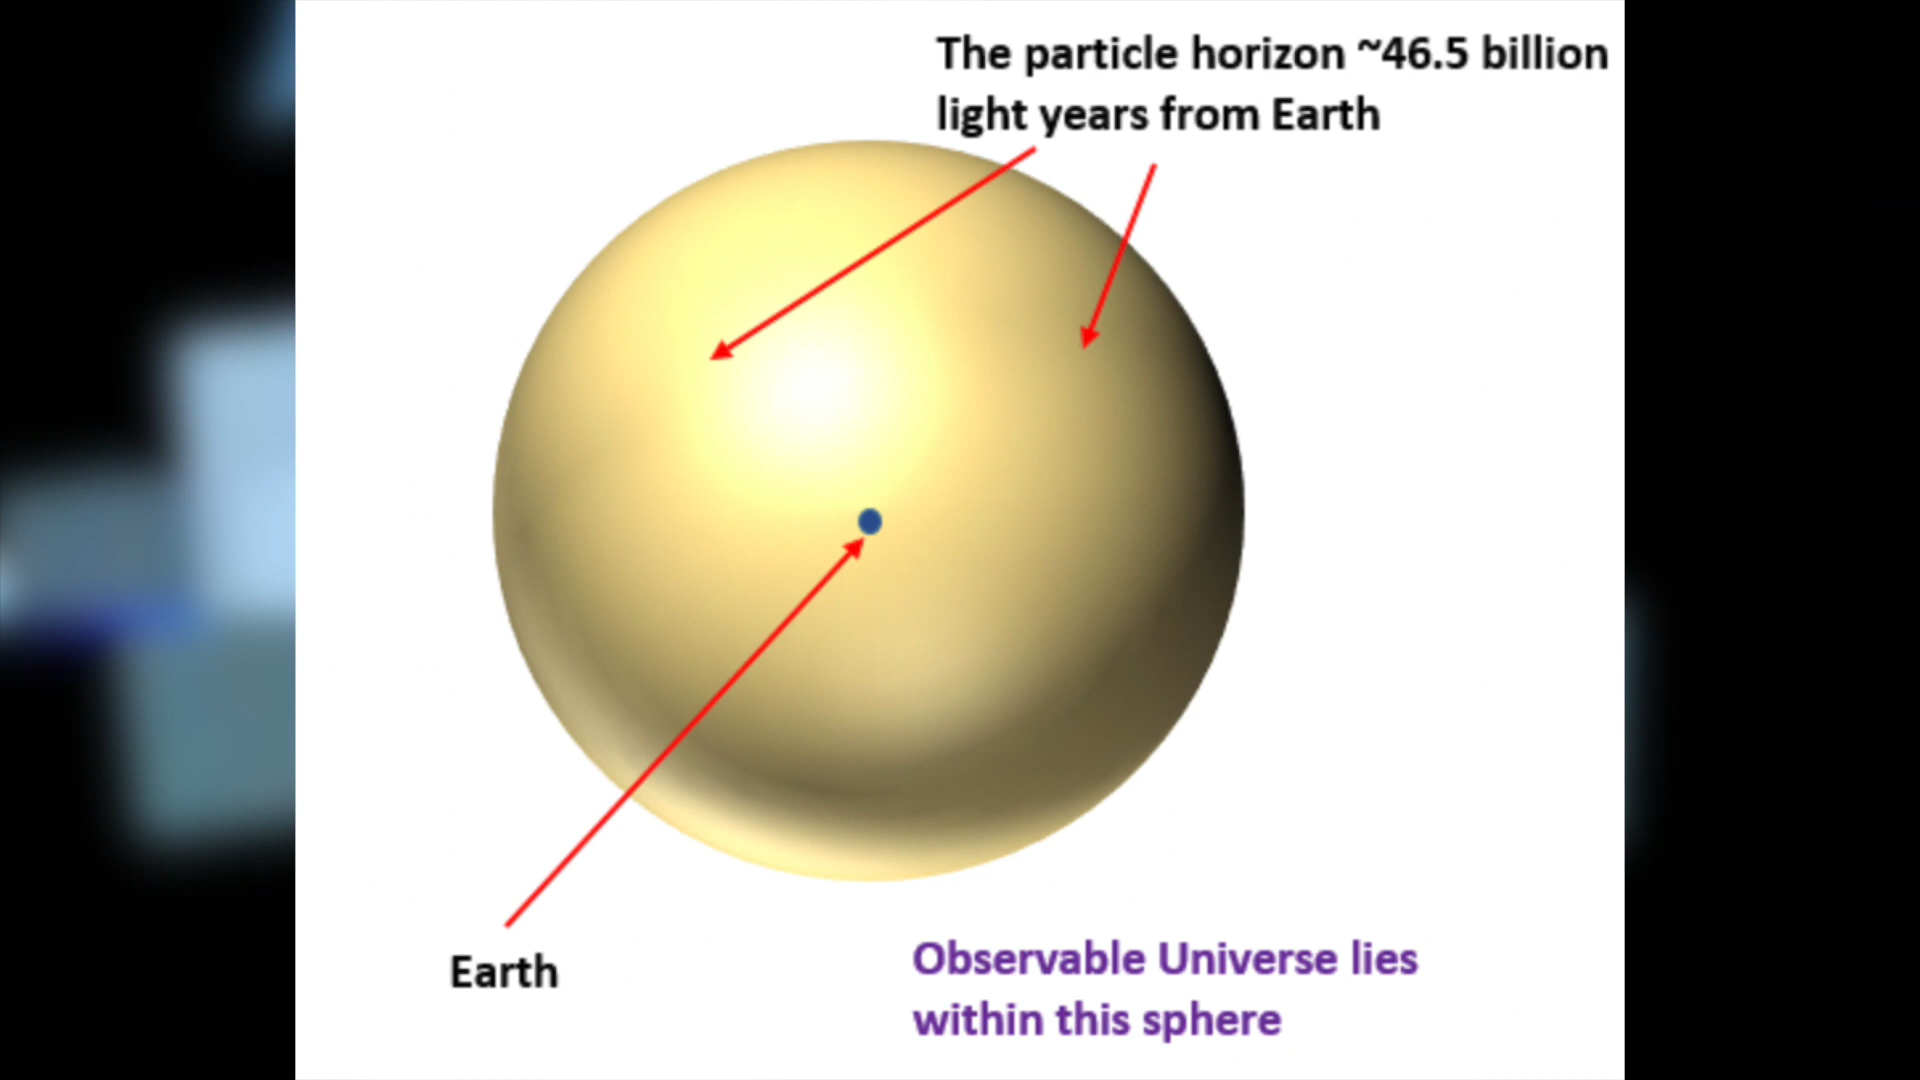 The particle horizon ~46.5 billion
light years from Earth
Earth
Observable Universe lies
within this sphere